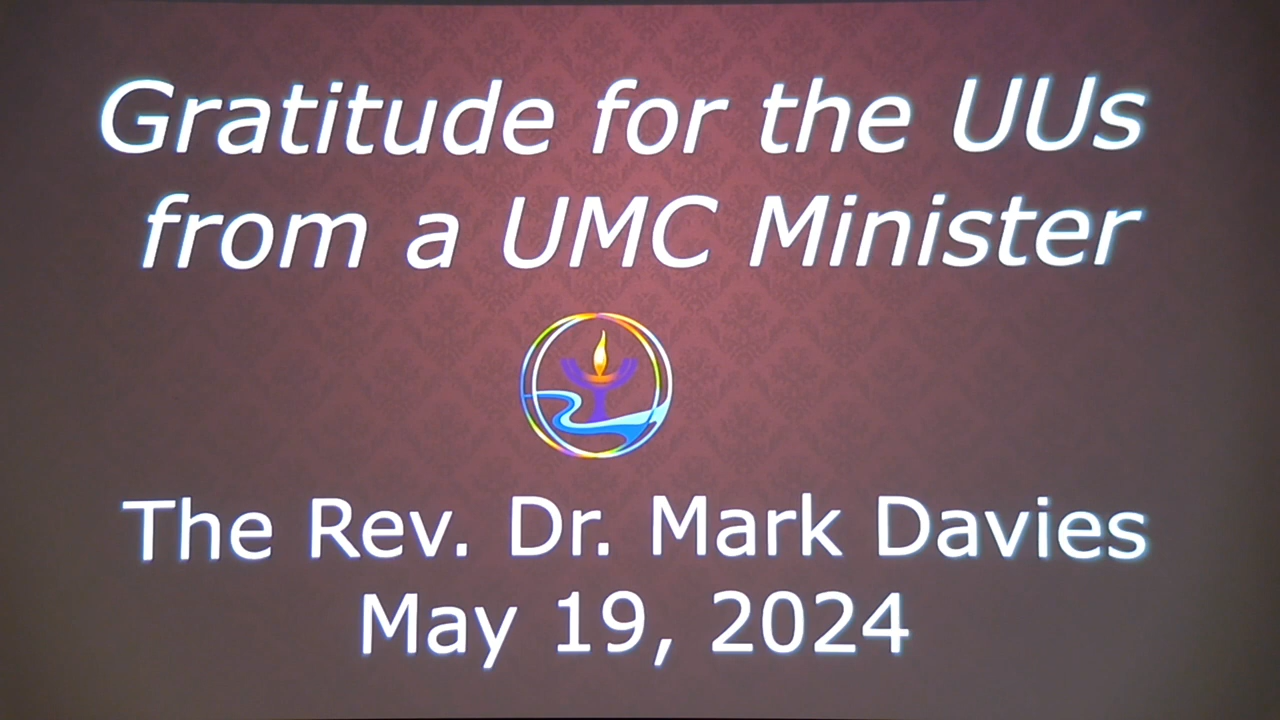 Gratitude for the UUs
from a UMC Minister
The Rev. Dr. Mark Davies
May 19, 2024